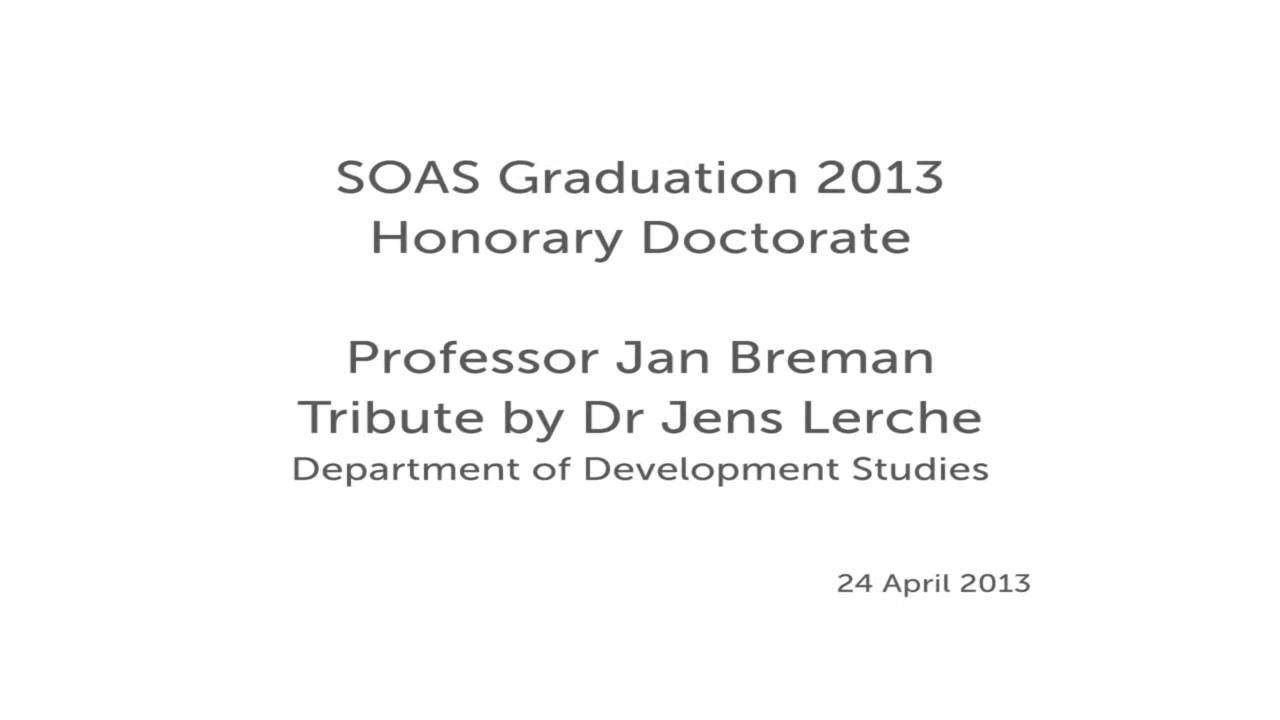 SOAS Graduation 2013
Honorary Doctorate
Professor Jan Breman
Tribute by Dr Jens Lerche
Department of Development Studies
24 April 2013